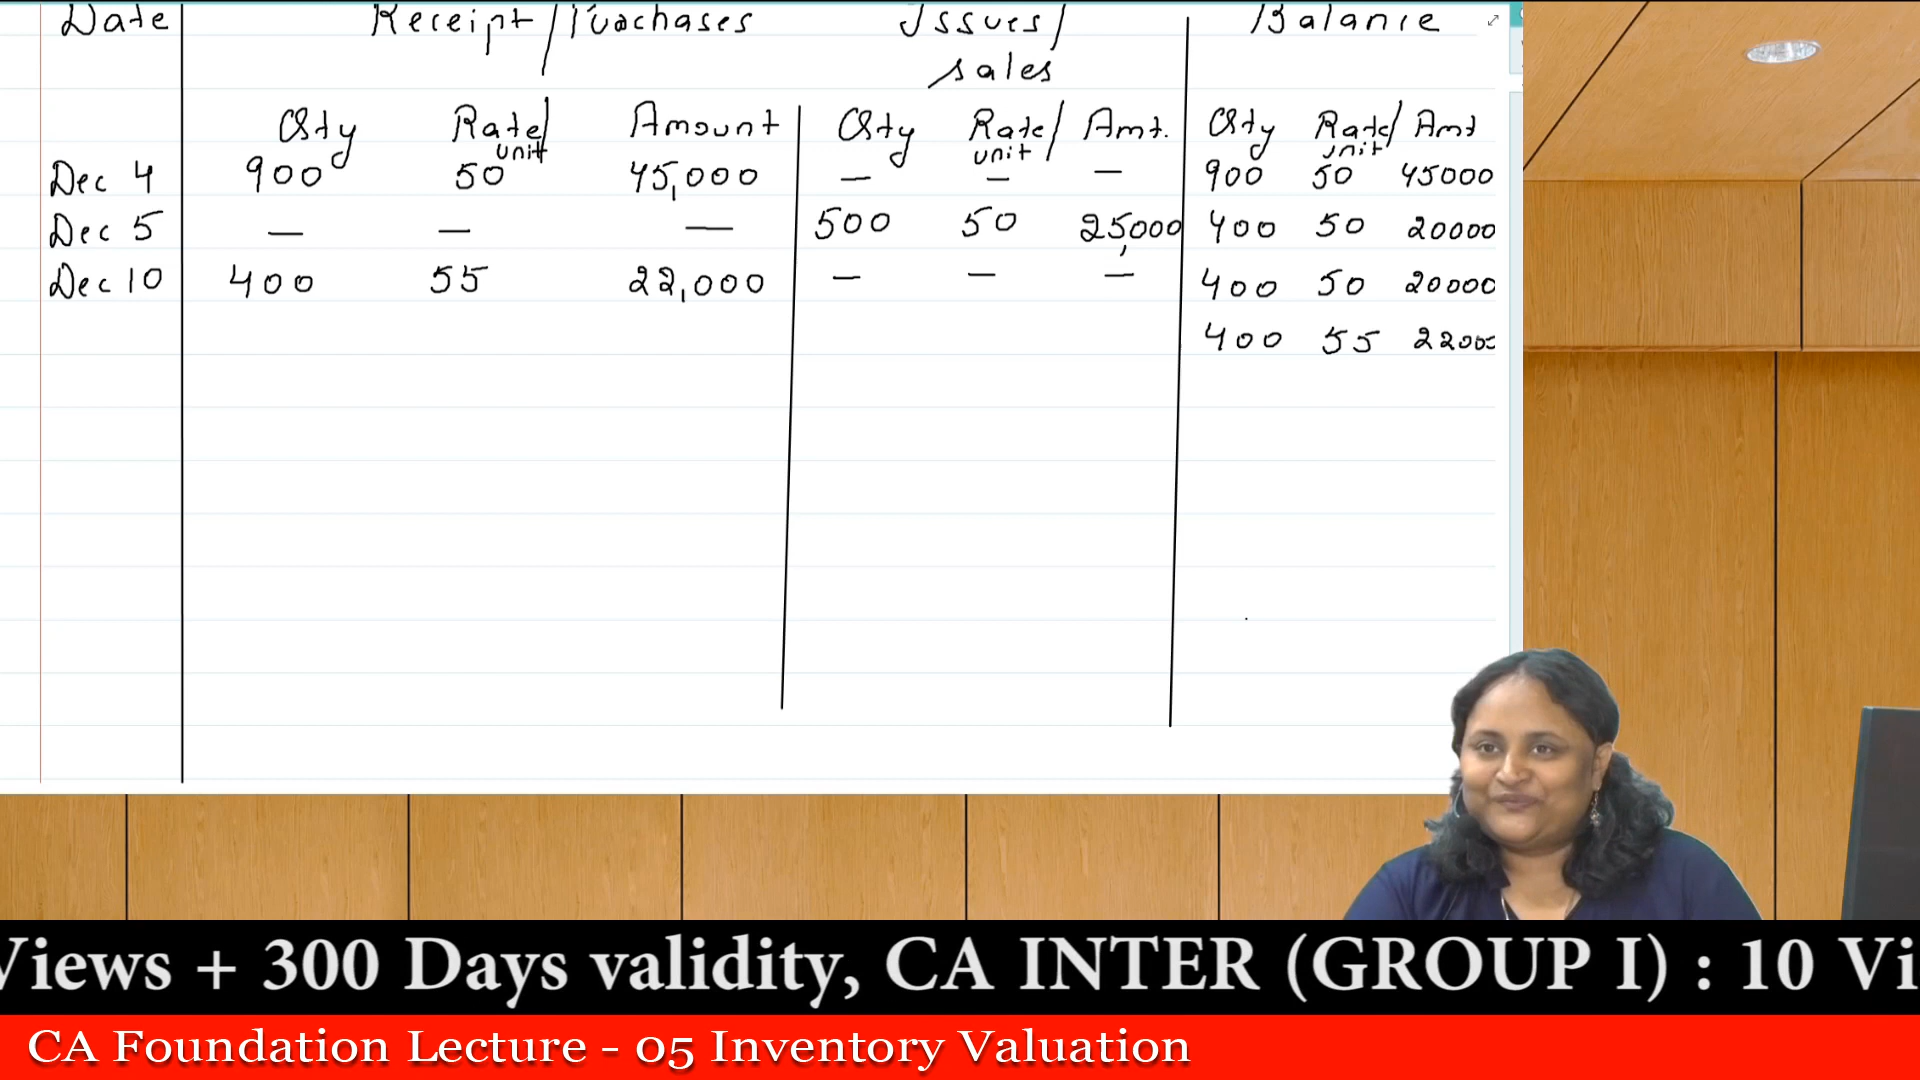 Date Receipt/Purchases Issues/ Balance
sales
Qty Rate/ Amount Qty Rate/ Amt. Qty Rate/ Amt
unit unit unit
Dec 4 900 50 45,000 — — — 900 50 45000
Dec 5 — — — 500 50 25,000 400 50 20000
Dec 10 400 55 22,000 — — — 400 50 20000
400 55 22000
Views + 300 Days validity, CA INTER (GROUP I) : 10 Vi
CA Foundation Lecture - 05 Inventory Valuation